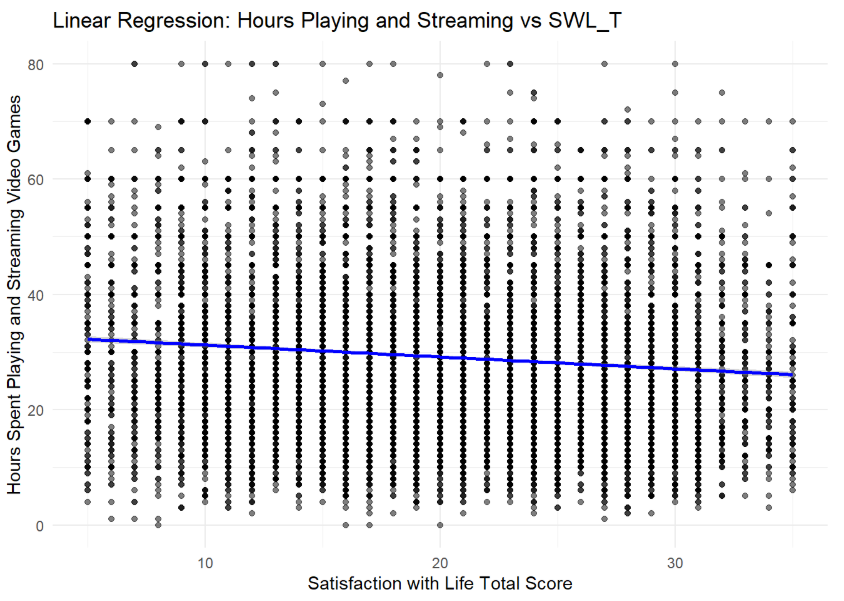 Linear Regression: Hours Playing and Streaming vs SWL_T
Hours Spent Playing and Streaming Video Games
80
60
40
20
0
10 20 30
Satisfaction with Life Total Score